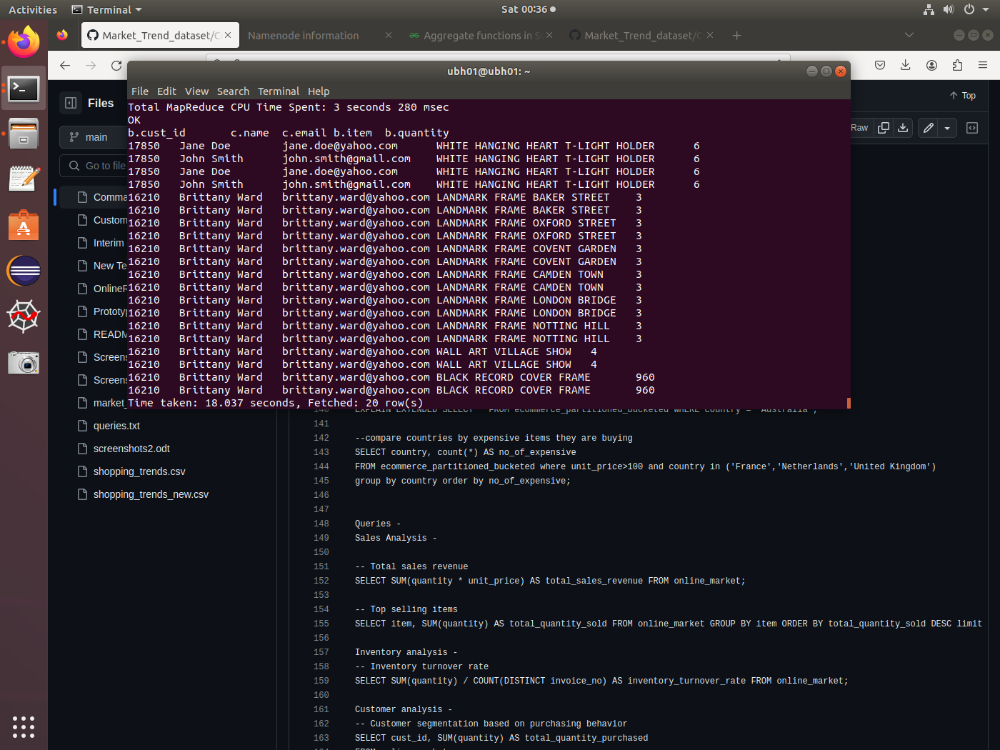 Activities Terminal Sat 00:36
Market_Trend_dataset/C Namenode information Aggregate functions in S Market_Trend_dataset/C
ubh01@ubh01: ~
File Edit View Search Terminal Help
Total MapReduce CPU Time Spent: 3 seconds 280 msec
OK
b.cust_id c.name c.email b.item b.quantity
17850 Jane Doe jane.doe@yahoo.com WHITE HANGING HEART T-LIGHT HOLDER 6
17850 John Smith john.smith@gmail.com WHITE HANGING HEART T-LIGHT HOLDER 6
17850 Jane Doe jane.doe@yahoo.com WHITE HANGING HEART T-LIGHT HOLDER 6
17850 John Smith john.smith@gmail.com WHITE HANGING HEART T-LIGHT HOLDER 6
16210 Brittany Ward brittany.ward@yahoo.com LANDMARK FRAME BAKER STREET 3
16210 Brittany Ward brittany.ward@yahoo.com LANDMARK FRAME BAKER STREET 3
16210 Brittany Ward brittany.ward@yahoo.com LANDMARK FRAME OXFORD STREET 3
16210 Brittany Ward brittany.ward@yahoo.com LANDMARK FRAME OXFORD STREET 3
16210 Brittany Ward brittany.ward@yahoo.com LANDMARK FRAME COVENT GARDEN 3
16210 Brittany Ward brittany.ward@yahoo.com LANDMARK FRAME COVENT GARDEN 3
16210 Brittany Ward brittany.ward@yahoo.com LANDMARK FRAME CAMDEN TOWN 3
16210 Brittany Ward brittany.ward@yahoo.com LANDMARK FRAME CAMDEN TOWN 3
16210 Brittany Ward brittany.ward@yahoo.com LANDMARK FRAME LONDON BRIDGE 3
16210 Brittany Ward brittany.ward@yahoo.com LANDMARK FRAME LONDON BRIDGE 3
16210 Brittany Ward brittany.ward@yahoo.com LANDMARK FRAME NOTTING HILL 3
16210 Brittany Ward brittany.ward@yahoo.com LANDMARK FRAME NOTTING HILL 3
16210 Brittany Ward brittany.ward@yahoo.com WALL ART VILLAGE SHOW 4
16210 Brittany Ward brittany.ward@yahoo.com WALL ART VILLAGE SHOW 4
16210 Brittany Ward brittany.ward@yahoo.com BLACK RECORD COVER FRAME 960
16210 Brittany Ward brittany.ward@yahoo.com BLACK RECORD COVER FRAME 960
Time taken: 18.037 seconds, Fetched: 20 row(s)
Files
main
Go to file
Comma
Custom
Interim
New Te
OnlineR
Prototyp
READM
Screens
Screens
market_
queries.txt
screenshots2.odt
shopping_trends.csv
shopping_trends_new.csv
Top
Raw
140 EXPLAIN EXTENDED SELECT * FROM ecommerce_partitioned_bucketed WHERE country = 'Australia';
141
142 --compare countries by expensive items they are buying
143 SELECT country, count(*) AS no_of_expensive
144 FROM ecommerce_partitioned_bucketed where unit_price>100 and country in ('France','Netherlands','United Kingdom')
145 group by country order by no_of_expensive;
146
147
148 Queries -
149 Sales Analysis -
150
151 -- Total sales revenue
152 SELECT SUM(quantity * unit_price) AS total_sales_revenue FROM online_market;
153
154 -- Top selling items
155 SELECT item, SUM(quantity) AS total_quantity_sold FROM online_market GROUP BY item ORDER BY total_quantity_sold DESC limit
156
157 Inventory analysis -
158 -- Inventory turnover rate
159 SELECT SUM(quantity) / COUNT(DISTINCT invoice_no) AS inventory_turnover_rate FROM online_market;
160
161 Customer analysis -
162 -- Customer segmentation based on purchasing behavior
163 SELECT cust_id, SUM(quantity) AS total_quantity_purchased